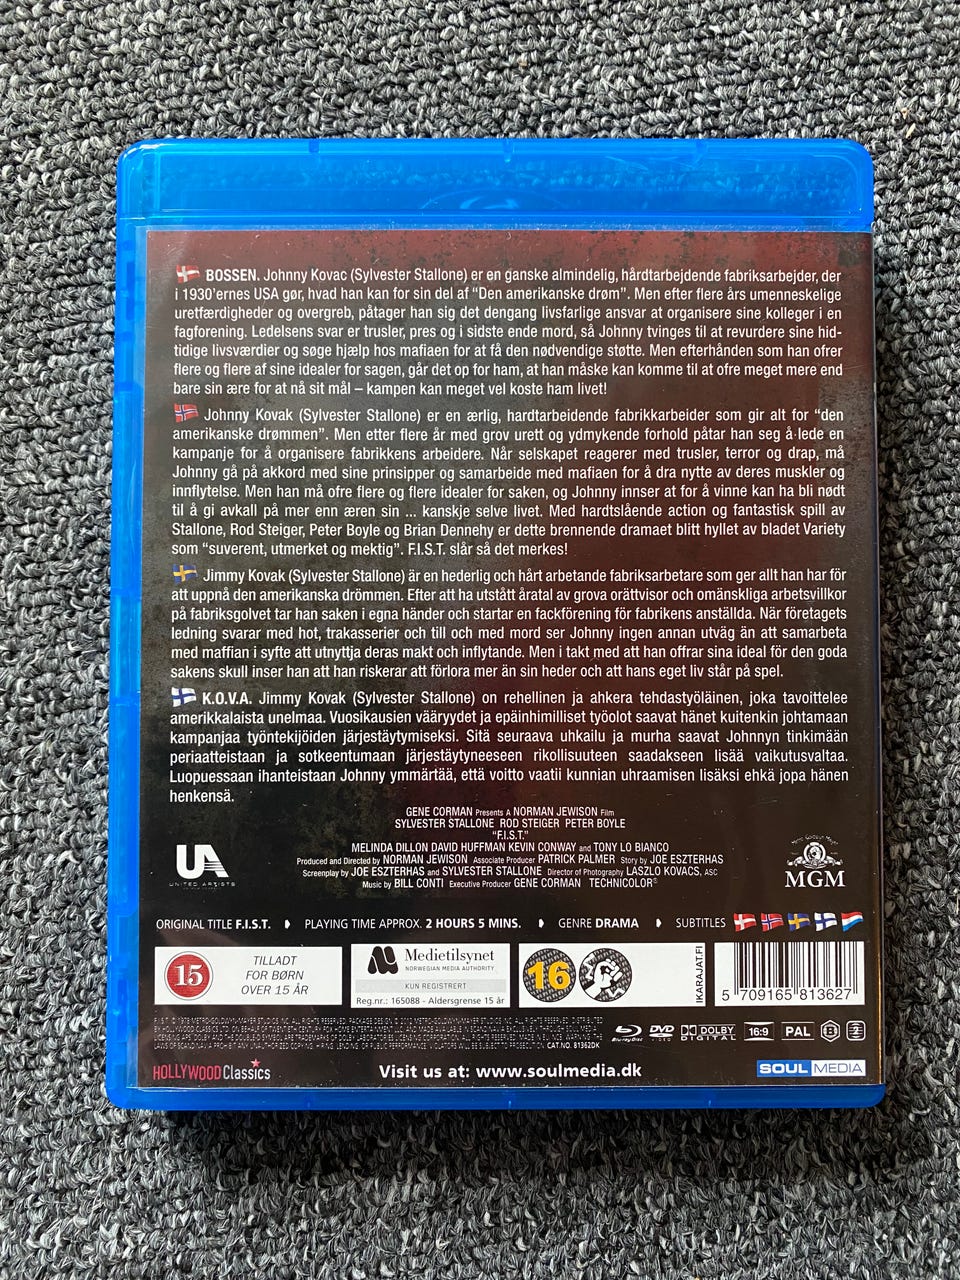 BOSSEN. Johnny Kovac (Sylvester Stallone) er en ganske almindelig, hårdtarbejdende fabriksarbejder, der
i 1930'ernes USA gør, hvad han kan for sin del af "Den amerikanske drøm". Men efter flere års umenneskelige
uretfærdigheder og overgreb, påtager han sig det dengang livsfarlige ansvar at organisere sine kolleger i en
fagforening. Ledelsens svar er trusler, pres og i sidste ende mord, så Johnny tvinges til at revurdere sine hid-
tidige livsværdier og søge hjælp hos mafiaen for at få den nødvendige støtte. Men efterhånden som han ofrer
flere og flere af sine idealer for sagen, går det op for ham, at han måske kan komme til at ofre meget mere end
bare sin ære for at nå sit mål – kampen kan meget vel koste ham livet!
Johnny Kovak (Sylvester Stallone) er en ærlig, hardtarbeidende fabrikkarbeider som gir alt for "den
amerikanske drømmen". Men etter flere år med grov urett og ydmykende forhold påtar han seg å lede en
kampanje for å organisere fabrikkens arbeidere. Når selskapet reagerer med trusler, terror og drap, må
Johnny gå på akkord med sine prinsipper og samarbeide med mafiaen for å dra nytte av deres muskler og
innflytelse. Men han må ofre flere og flere idealer for saken, og Johnny innser at for å vinne kan ha bli nødt
til å gi avkall på mer enn æren sin ... kanskje selve livet. Med hardtslående action og fantastisk spill av
Stallone, Rod Steiger, Peter Boyle og Brian Dennehy er dette brennende dramaet blitt hyllet av bladet Variety
som "suverent, utmerket og mektig". F.I.S.T. slår så det merkes!
Jimmy Kovak (Sylvester Stallone) är en hederlig och hårt arbetande fabriksarbetare som ger allt han har för
att uppnå den amerikanska drömmen. Efter att ha utstått åratal av grova orättvisor och omänskliga arbetsvillkor
på fabriksgolvet tar han saken i egna händer och startar en fackförening för fabrikens anställda. När företagets
ledning svarar med hot, trakasserier och till och med mord ser Johnny ingen annan utväg än att samarbeta
med maffian i syfte att utnyttja deras makt och inflytande. Men i takt med att han offrar sina ideal för den goda
sakens skull inser han att han riskerar att förlora mer än sin heder och att hans eget liv står på spel.
K.O.V.A. Jimmy Kovak (Sylvester Stallone) on rehellinen ja ahkera tehdastyöläinen, joka tavoittelee
amerikkalaista unelmaa. Vuosikausien vääryydet ja epäinhimilliset työolot saavat hänet kuitenkin johtamaan
kampanjaa työntekijöiden järjestäytymiseksi. Sitä seuraava uhkailu ja murha saavat Johnnyn tinkimään
periaatteistaan ja sotkeentumaan järjestäytyneeseen rikollisuuteen saadakseen lisää vaikutusvaltaa.
Luopuessaan ihanteistaan Johnny ymmärtää, että voitto vaatii kunnian uhraamisen lisäksi ehkä jopa hänen
henkensä.
GENE CORMAN Presents A NORMAN JEWISON Film
SYLVESTER STALLONE ROD STEIGER PETER BOYLE
"F.I.S.T."
MELINDA DILLON DAVID HUFFMAN KEVIN CONWAY and TONY LO BIANCO
Produced and Directed by NORMAN JEWISON Associate Producer PATRICK PALMER Story by JOE ESZTERHAS
Screenplay by JOE ESZTERHAS and SYLVESTER STALLONE Director of Photography LASZLO KOVACS, ASC
Music by BILL CONTI Executive Producer GENE CORMAN TECHNICOLOR®
UA
UNITED ARTISTS
MGM
ORIGINAL TITLE F.I.S.T. PLAYING TIME APPROX. 2 HOURS 5 MINS. GENRE DRAMA SUBTITLES
15
TILLADT
FOR BØRN
OVER 15 ÅR
Medietilsynet
NORWEGIAN MEDIA AUTHORITY
KUN REGISTRERT
Reg.nr.: 165088 - Aldersgrense 15 år
16
IKARAJAT.FI
5 709165 813627
CAT NO. 81362DK
Blu-ray Disc
DVD
VIDEO
DOLBY
DIGITAL
16:9
PAL
B
2
HOLLYWOOD Classics
Visit us at: www.soulmedia.dk
SOUL MEDIA